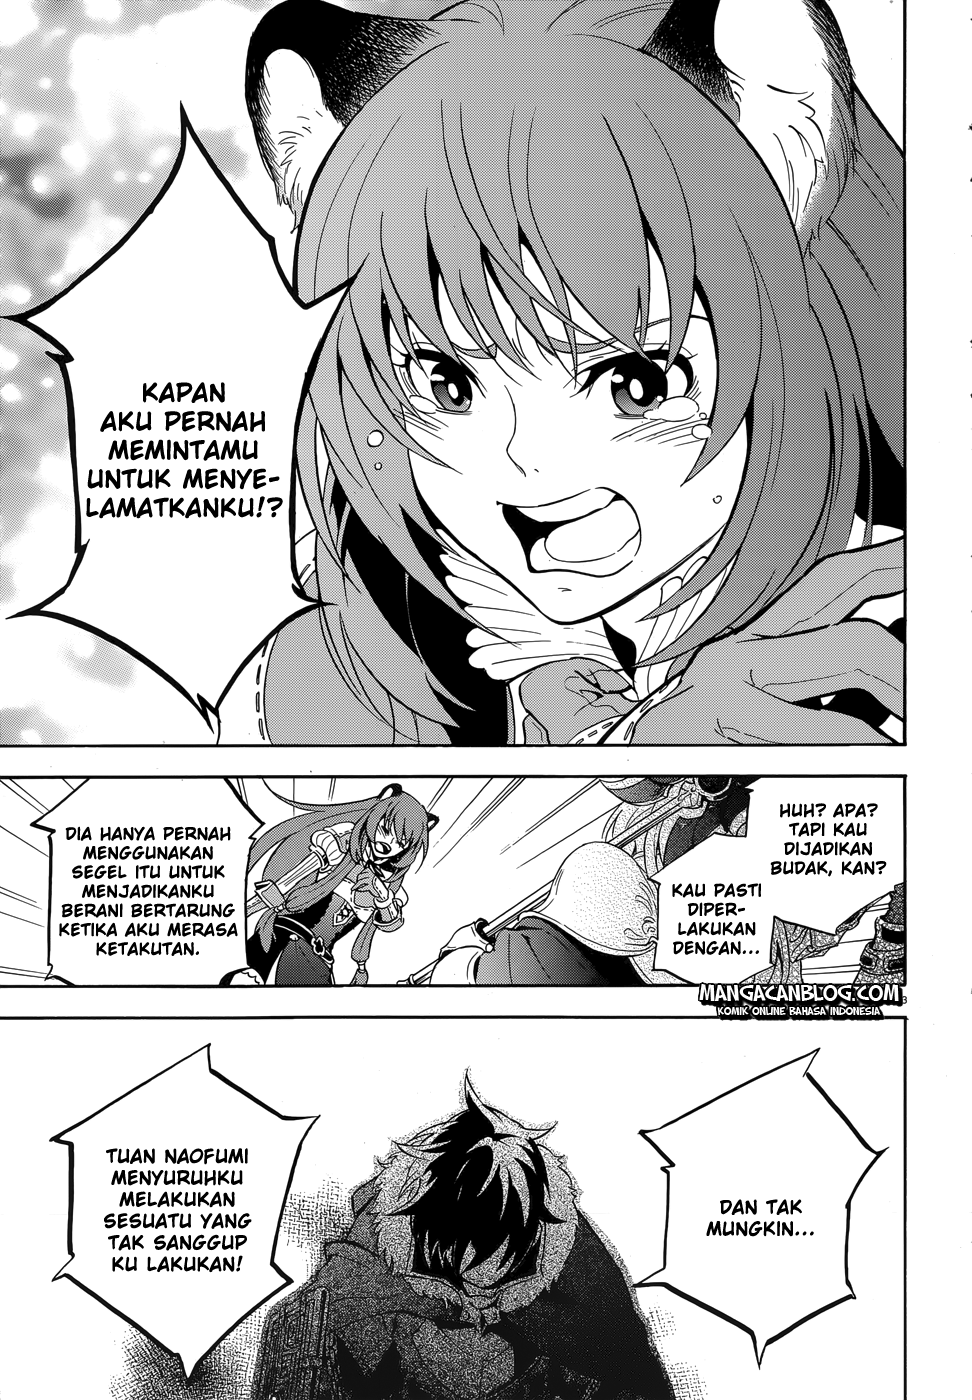 KAPAN
AKU PERNAH
MEMINTAMU
UNTUK MENYE-
LAMATKANKU!?
HUH? APA?
TAPI KAU
DIJADIKAN
BUDAK, KAN?
KAU PASTI
DIPER-
LAKUKAN
DENGAN...
DIA HANYA PERNAH
MENGGUNAKAN
SEGEL ITU UNTUK
MENJADIKANKU
BERANI BERTARUNG
KETIKA AKU MERASA
KETAKUTAN.
MANGACANBLOG.COM
KOMIK ONLINE BAHASA INDONESIA
3
DAN TAK
MUNGKIN...
TUAN NAOFUMI
MENYURUHKU
MELAKUKAN
SESUATU YANG
TAK SANGGUP
KU LAKUKAN!